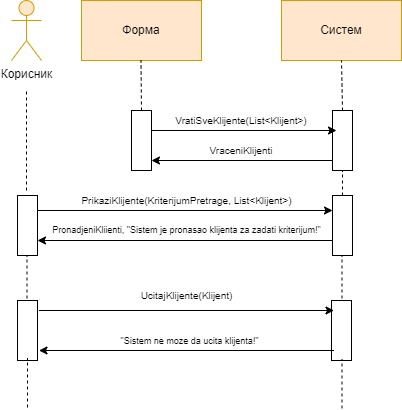 Форма
Систем
Корисник
VratiSveKlijente(List<Klijent>)
VraceniKlijenti
PrikaziKlijente(KriterijumPretrage, List<Klijent>)
PronadjeniKliienti, "Sistem je pronasao klijenta za zadati kriterijum!"
UcitajKlijente(Klijent)
"Sistem ne moze da ucita klijenta!"